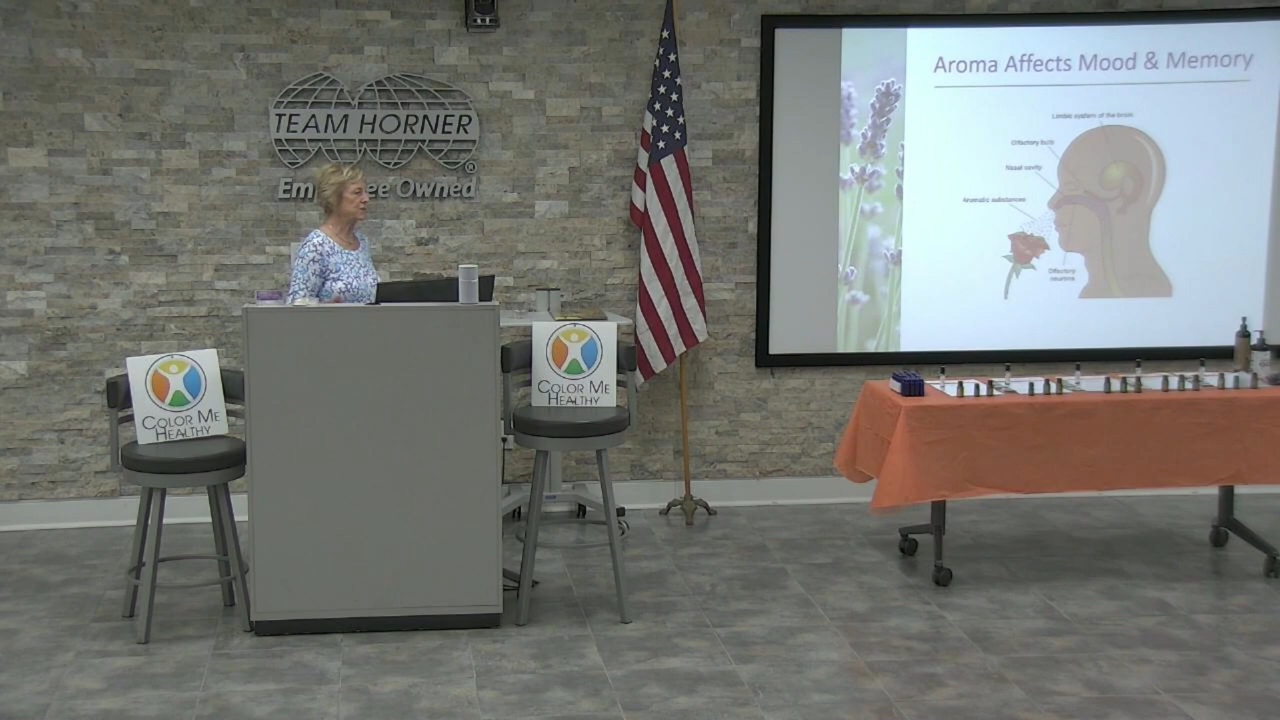 TEAM HORNER
®
Employee Owned
Aroma Affects Mood & Memory
Limbic system of the brain
Olfactory bulb
Nasal cavity
Aromatic substances
Olfactory
neurons
COLOR ME
HEALTHY
COLOR ME
HEALTHY